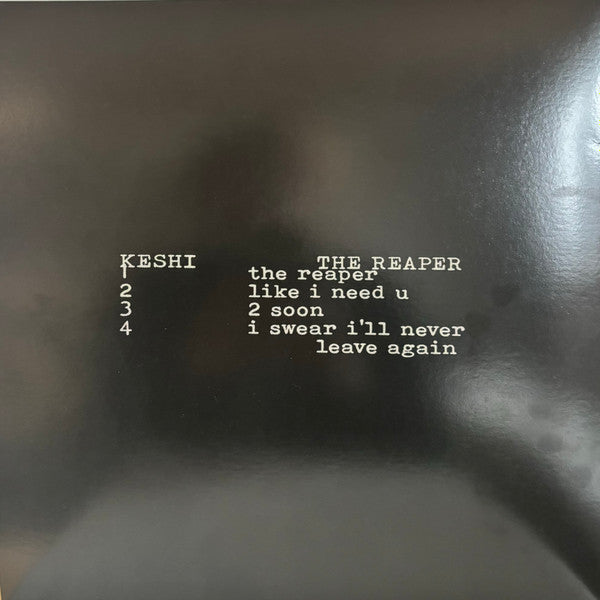 KESHI THE REAPER
1 the reaper
2 like i need u
3 2 soon
4 i swear i'll never
leave again